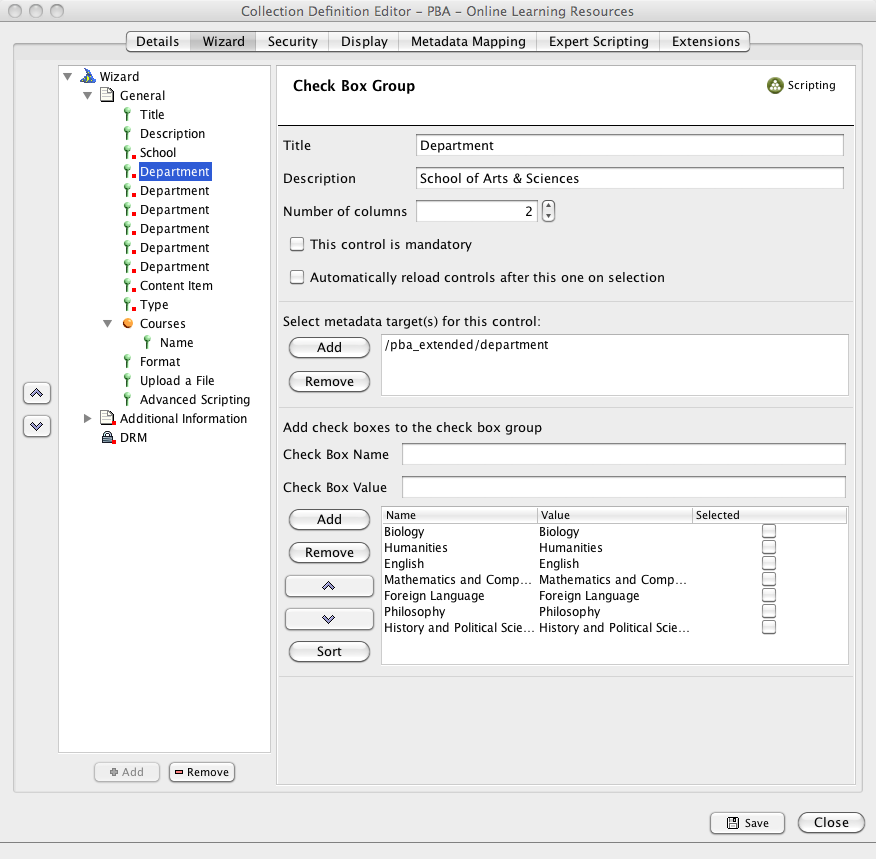 Collection Definition Editor – PBA – Online Learning Resources
Details Wizard Security Display Metadata Mapping Expert Scripting Extensions
Wizard
General
Title
Description
School
Department
Department
Department
Department
Department
Department
Content Item
Type
Courses
Name
Format
Upload a File
Advanced Scripting
Additional Information
DRM
Add Remove
Check Box Group
Scripting
Title Department
Description School of Arts & Sciences
Number of columns 2
This control is mandatory
Automatically reload controls after this one on selection
Select metadata target(s) for this control:
Add /pba_extended/department
Remove
Add check boxes to the check box group
Check Box Name
Check Box Value
Add
Remove
Sort
Name Value Selected
Biology Biology
Humanities Humanities
English English
Mathematics and Comp... Mathematics and Comp...
Foreign Language Foreign Language
Philosophy Philosophy
History and Political Scie... History and Political Scie...
Save Close